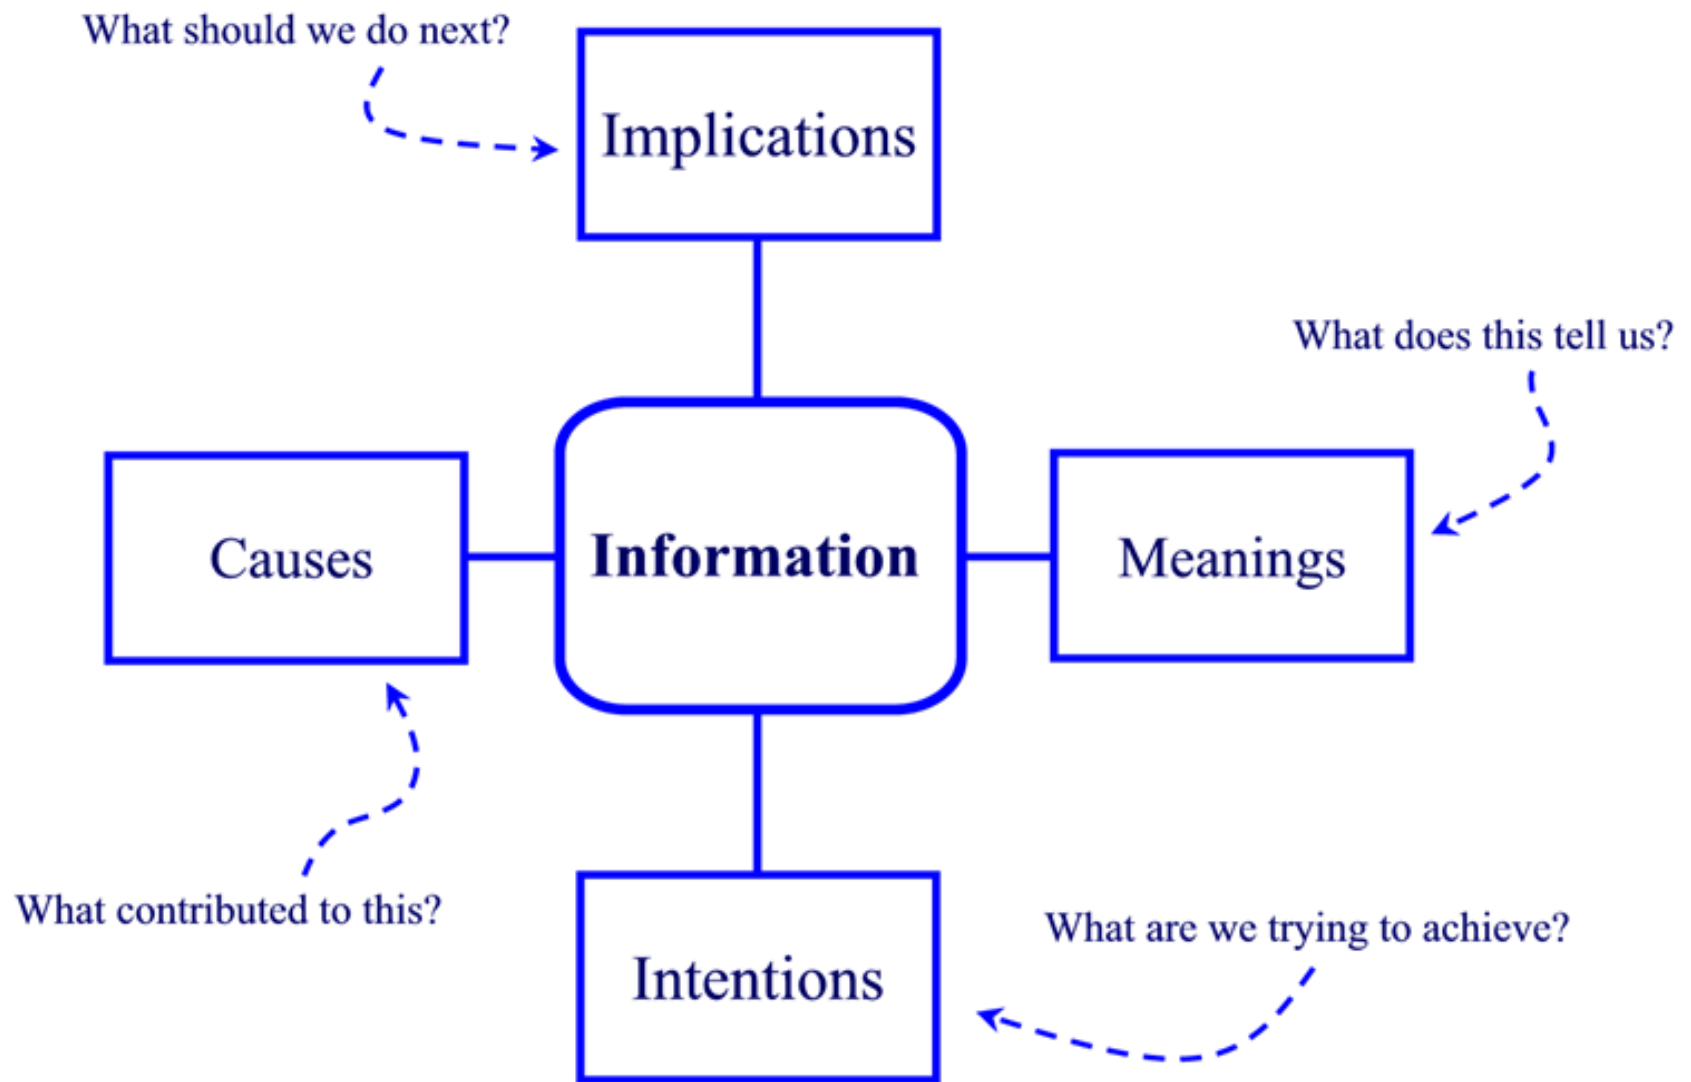 What should we do next?
Implications
What does this tell us?
Causes
Information
Meanings
What contributed to this?
What are we trying to achieve?
Intentions